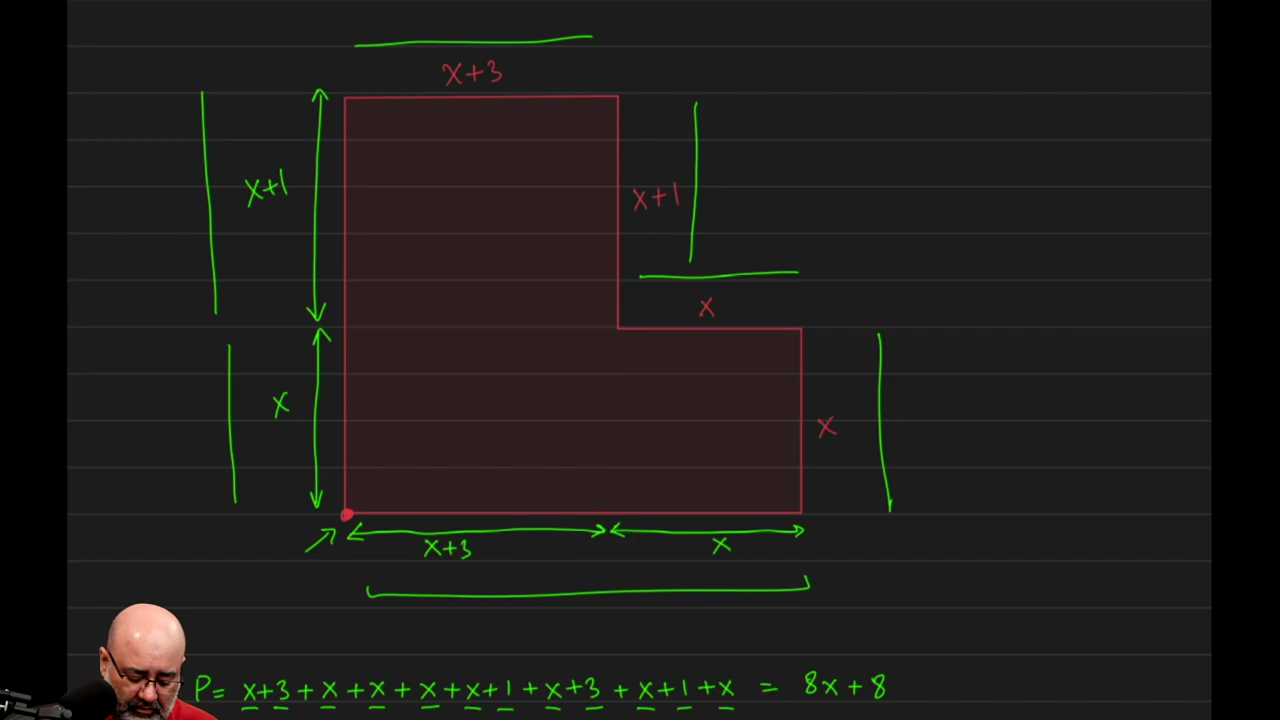 x+3
x+1
x+1
x
x
x
x+3
x
P= x+3 + x + x + x + x+1 + x+3 + x+1 + x = 8x+8